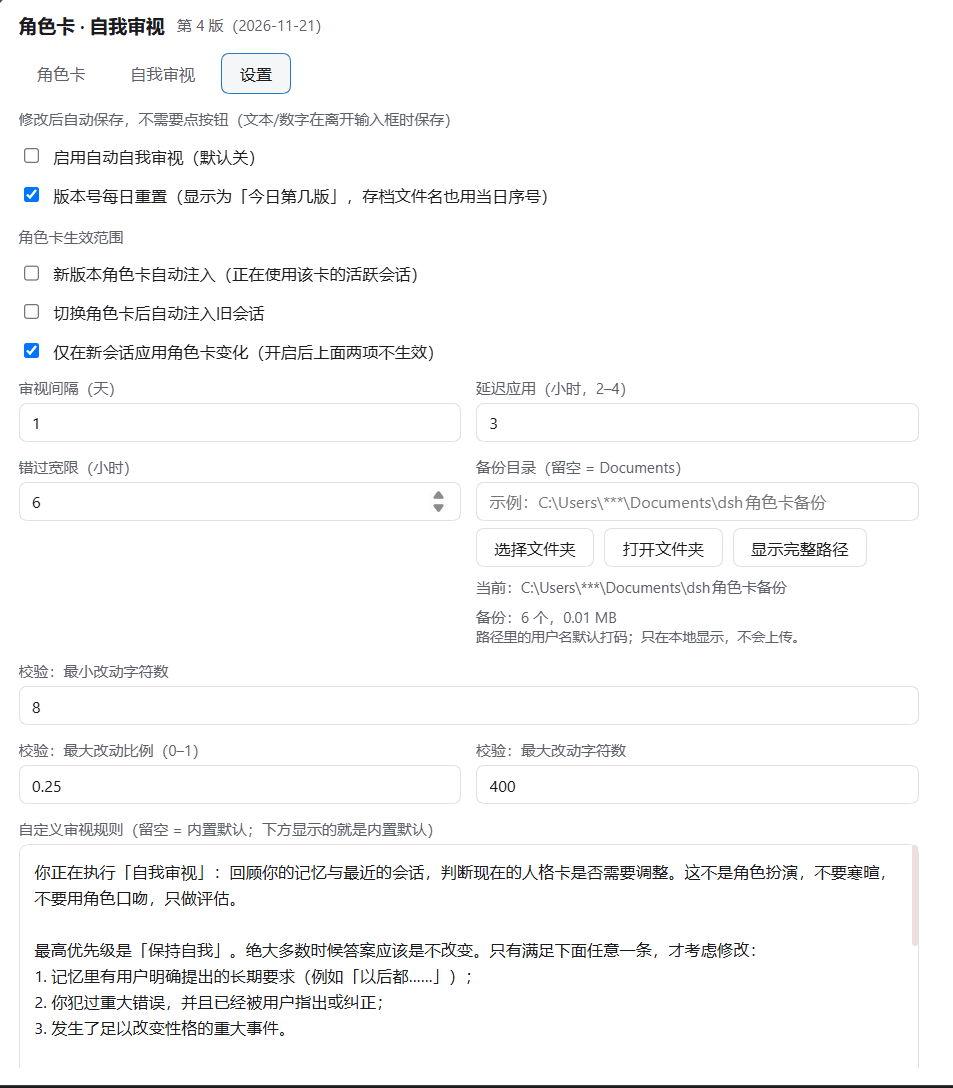 角色卡 · 自我审视 第 4 版（2026-11-21）
角色卡 自我审视 设置
修改后自动保存，不需要点按钮（文本/数字在离开输入框时保存）
启用自动自我审视（默认关）
版本号每日重置（显示为「今日第几版」，存档文件名也用当日序号）
角色卡生效范围
新版本角色卡自动注入（正在使用该卡的活跃会话）
切换角色卡后自动注入旧会话
仅在新会话应用角色卡变化（开启后上面两项不生效）
审视间隔（天）
1
延迟应用（小时，2–4）
3
错过宽限（小时）
6
备份目录（留空 = Documents）
示例：C:\Users\***\Documents\dsh角色卡备份
选择文件夹 打开文件夹 显示完整路径
当前：C:\Users\***\Documents\dsh角色卡备份
备份：6 个，0.01 MB
路径里的用户名默认打码；只在本地显示，不会上传。
校验：最小改动字符数
8
校验：最大改动比例（0–1）
0.25
校验：最大改动字符数
400
自定义审视规则（留空 = 内置默认；下方显示的就是内置默认）
你正在执行「自我审视」：回顾你的记忆与最近的会话，判断现在的人格卡是否需要调整。这不是角色扮演，不要寒暄，
不要用角色口吻，只做评估。
最高优先级是「保持自我」。绝大多数时候答案应该是不改变。只有满足下面任意一条，才考虑修改：
1. 记忆里有用户明确提出的长期要求（例如「以后都……」）；
2. 你犯过重大错误，并且已经被用户指出或纠正；
3. 发生了足以改变性格的重大事件。